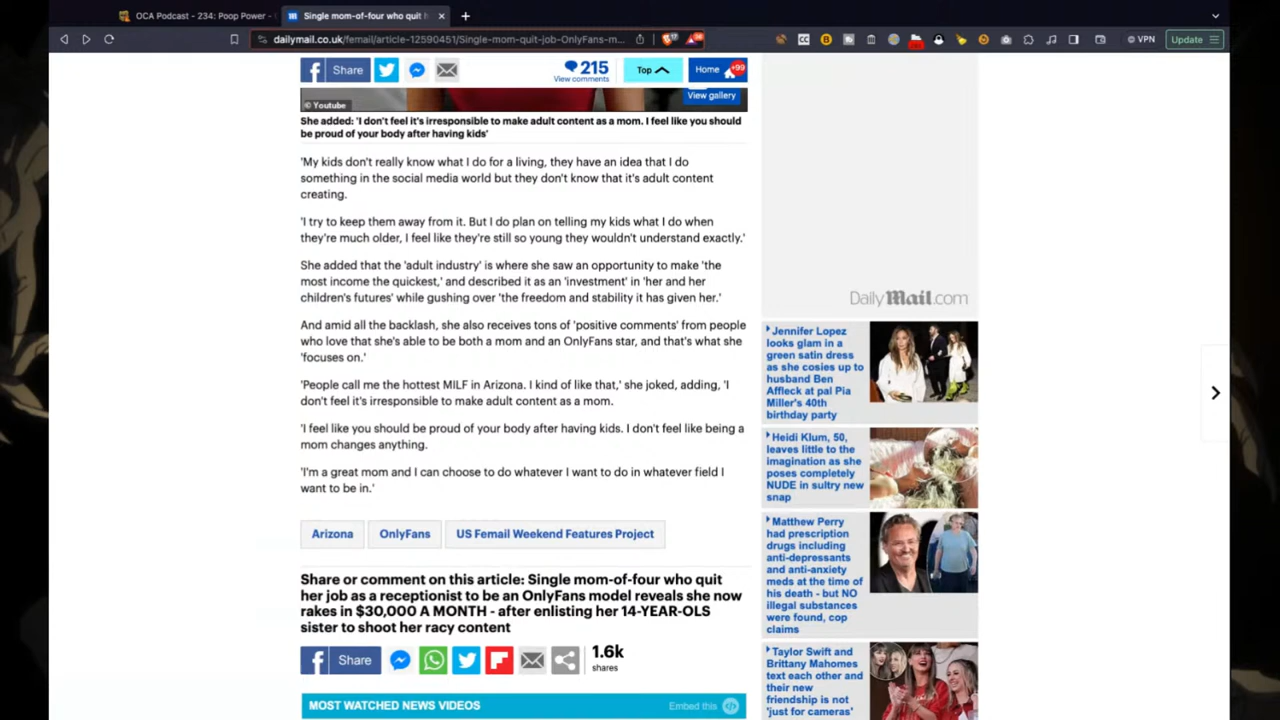 OCA Podcast - 234: Poop Power -
Single mom-of-four who quit h
dailymail.co.uk/femail/article-12590451/Single-mom-quit-job-OnlyFans-m...
VPN
Update
Share
215
View comments
Top
Home
+99
© Youtube
View gallery
She added: 'I don't feel it's irresponsible to make adult content as a mom. I feel like you should
be proud of your body after having kids'
'My kids don't really know what I do for a living, they have an idea that I do
something in the social media world but they don't know that it's adult content
creating.
'I try to keep them away from it. But I do plan on telling my kids what I do when
they're much older, I feel like they're still so young they wouldn't understand exactly.'
She added that the 'adult industry' is where she saw an opportunity to make 'the
most income the quickest,' and described it as an 'investment' in 'her and her
children's futures' while gushing over 'the freedom and stability it has given her.'
And amid all the backlash, she also receives tons of 'positive comments' from people
who love that she's able to be both a mom and an OnlyFans star, and that's what she
'focuses on.'
'People call me the hottest MILF in Arizona. I kind of like that,' she joked, adding, 'I
don't feel it's irresponsible to make adult content as a mom.
'I feel like you should be proud of your body after having kids. I don't feel like being a
mom changes anything.
'I'm a great mom and I can choose to do whatever I want to do in whatever field I
want to be in.'
Arizona
OnlyFans
US Femail Weekend Features Project
Share or comment on this article: Single mom-of-four who quit
her job as a receptionist to be an OnlyFans model reveals she now
rakes in $30,000 A MONTH - after enlisting her 14-YEAR-OLS
sister to shoot her racy content
Share
1.6k
shares
MOST WATCHED NEWS VIDEOS
Embed this
DailyMail.com
Jennifer Lopez
looks glam in a
green satin dress
as she cosies up to
husband Ben
Affleck at pal Pia
Miller's 40th
birthday party
Heidi Klum, 50,
leaves little to the
imagination as she
poses completely
NUDE in sultry new
snap
Matthew Perry
had prescription
drugs including
anti-depressants
and anti-anxiety
meds at the time of
his death - but NO
illegal substances
were found, cop
claims
Taylor Swift and
Brittany Mahomes
text each other and
their new
friendship is not
'just for cameras'